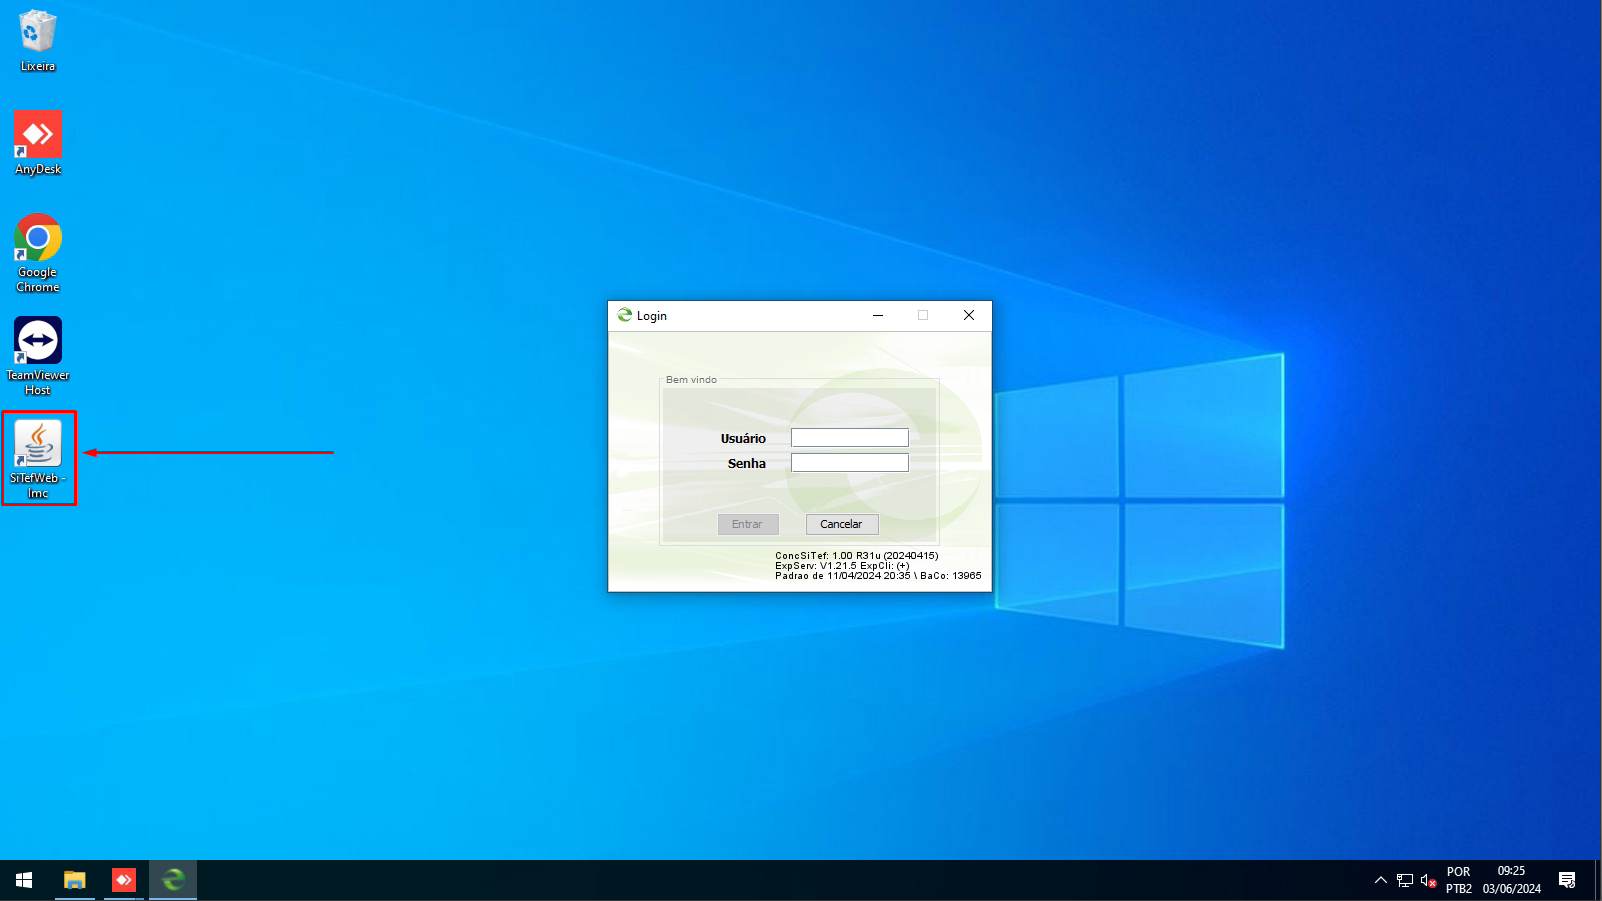 Lixeira
AnyDesk
Google
Chrome
TeamViewer
Host
SiTefWeb -
lmc
Login
Bem vindo
Usuário
Senha
Entrar
Cancelar
ConcSiTef: 1.00 R31u (20240415)
ExpServ: V1.21.5 ExpCli: (+)
Padrao de 11/04/2024 20:35 \ BaCo: 13965
POR
PTB2
09:25
03/06/2024